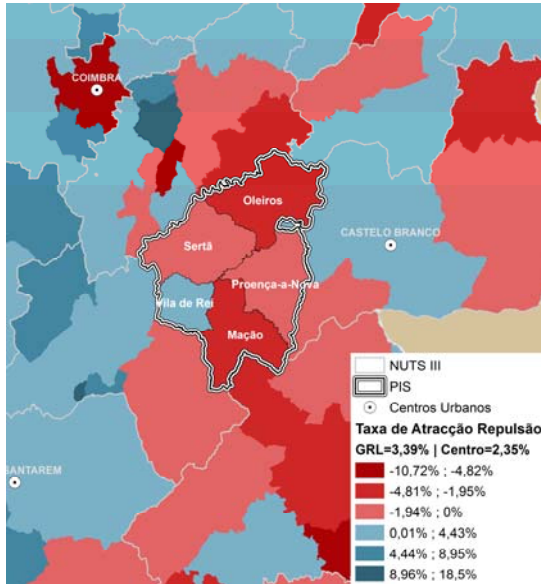 COIMBRA
Oleiros
CASTELO BRANCO
Sertã
Proença-a-Nova
Vila de Rei
Mação
SANTAREM
NUTS III
PIS
Centros Urbanos
Taxa de Atracção Repulsão
GRL=3,39% | Centro=2,35%
-10,72% ; -4,82%
-4,81% ; -1,95%
-1,94% ; 0%
0,01% ; 4,43%
4,44% ; 8,95%
8,96% ; 18,5%